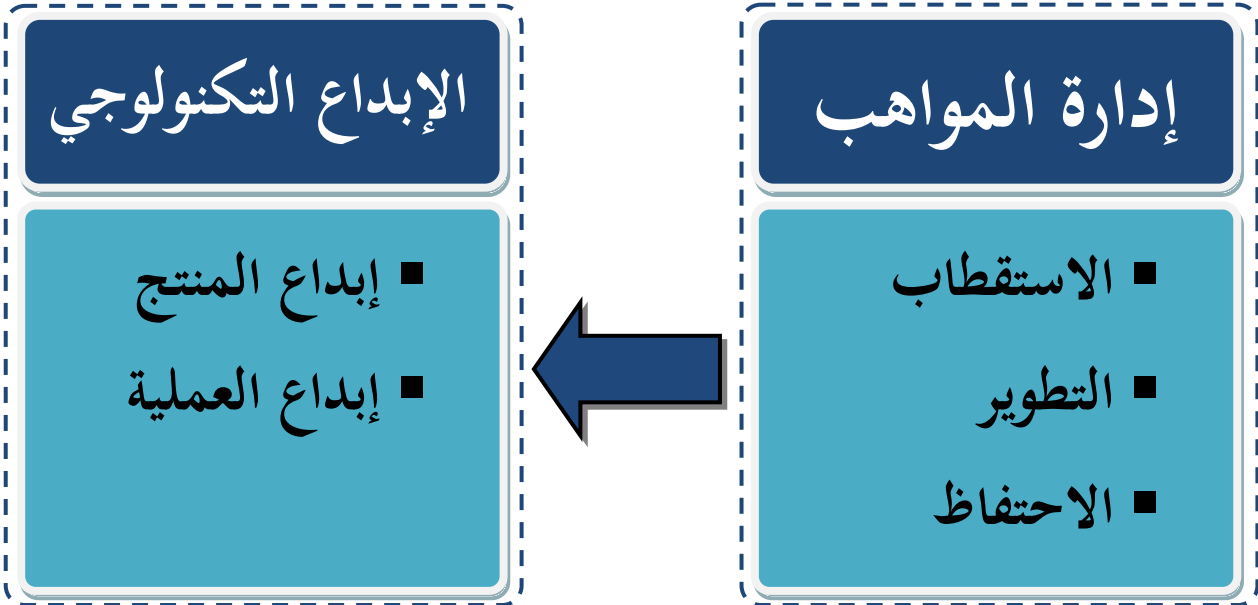 إدارة المواهب
■ الاستقطاب
■ التطوير
■ الاحتفاظ
الإبداع التكنولوجي
■ إبداع المنتج
■ إبداع العملية